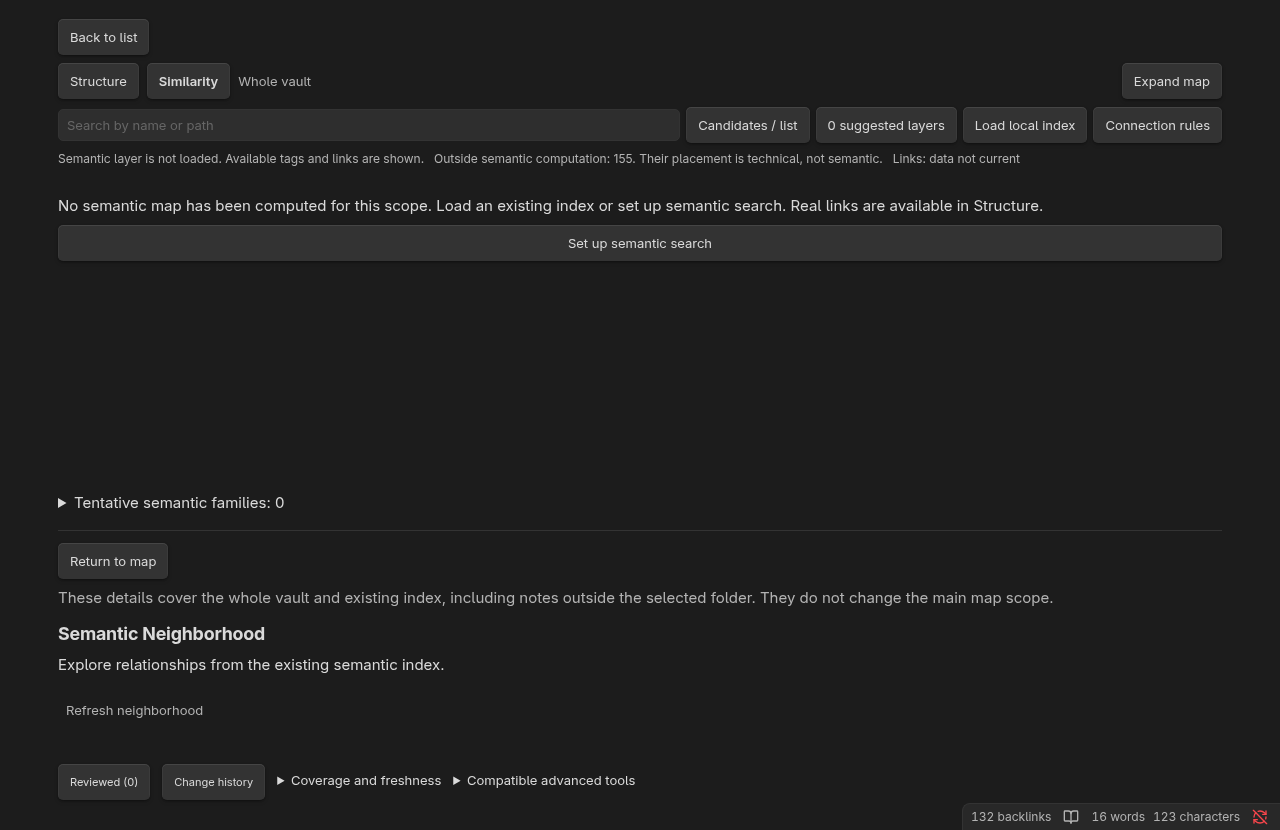 Back to list
Structure Similarity Whole vault Expand map
Search by name or path Candidates / list 0 suggested layers Load local index Connection rules
Semantic layer is not loaded. Available tags and links are shown. Outside semantic computation: 155. Their placement is technical, not semantic. Links: data not current
No semantic map has been computed for this scope. Load an existing index or set up semantic search. Real links are available in Structure.
Set up semantic search
Tentative semantic families: 0
Return to map
These details cover the whole vault and existing index, including notes outside the selected folder. They do not change the main map scope.
Semantic Neighborhood
Explore relationships from the existing semantic index.
Refresh neighborhood
Reviewed (0) Change history Coverage and freshness Compatible advanced tools
132 backlinks 16 words 123 characters